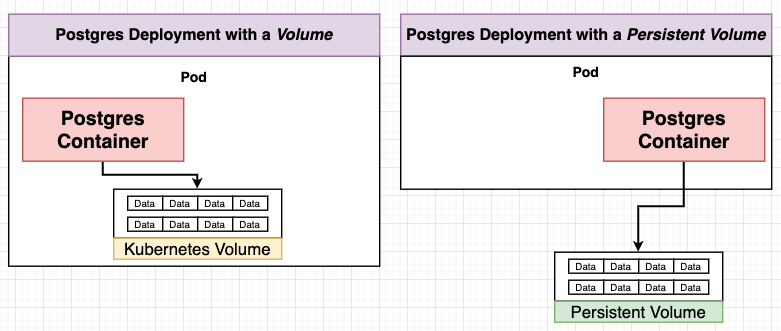 Postgres Deployment with a Volume
Pod
Postgres
Container
Data Data Data Data
Data Data Data Data
Kubernetes Volume
Postgres Deployment with a Persistent Volume
Pod
Postgres
Container
Data Data Data Data
Data Data Data Data
Persistent Volume